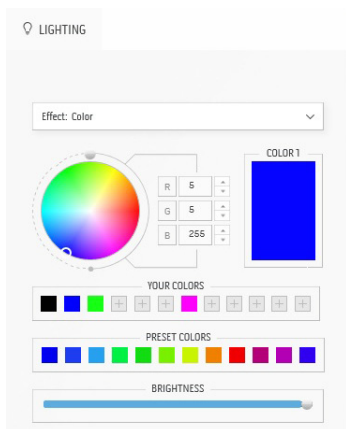 LIGHTING
Effect: Color
COLOR 1
R 5
G 5
B 255
YOUR COLORS
PRESET COLORS
BRIGHTNESS